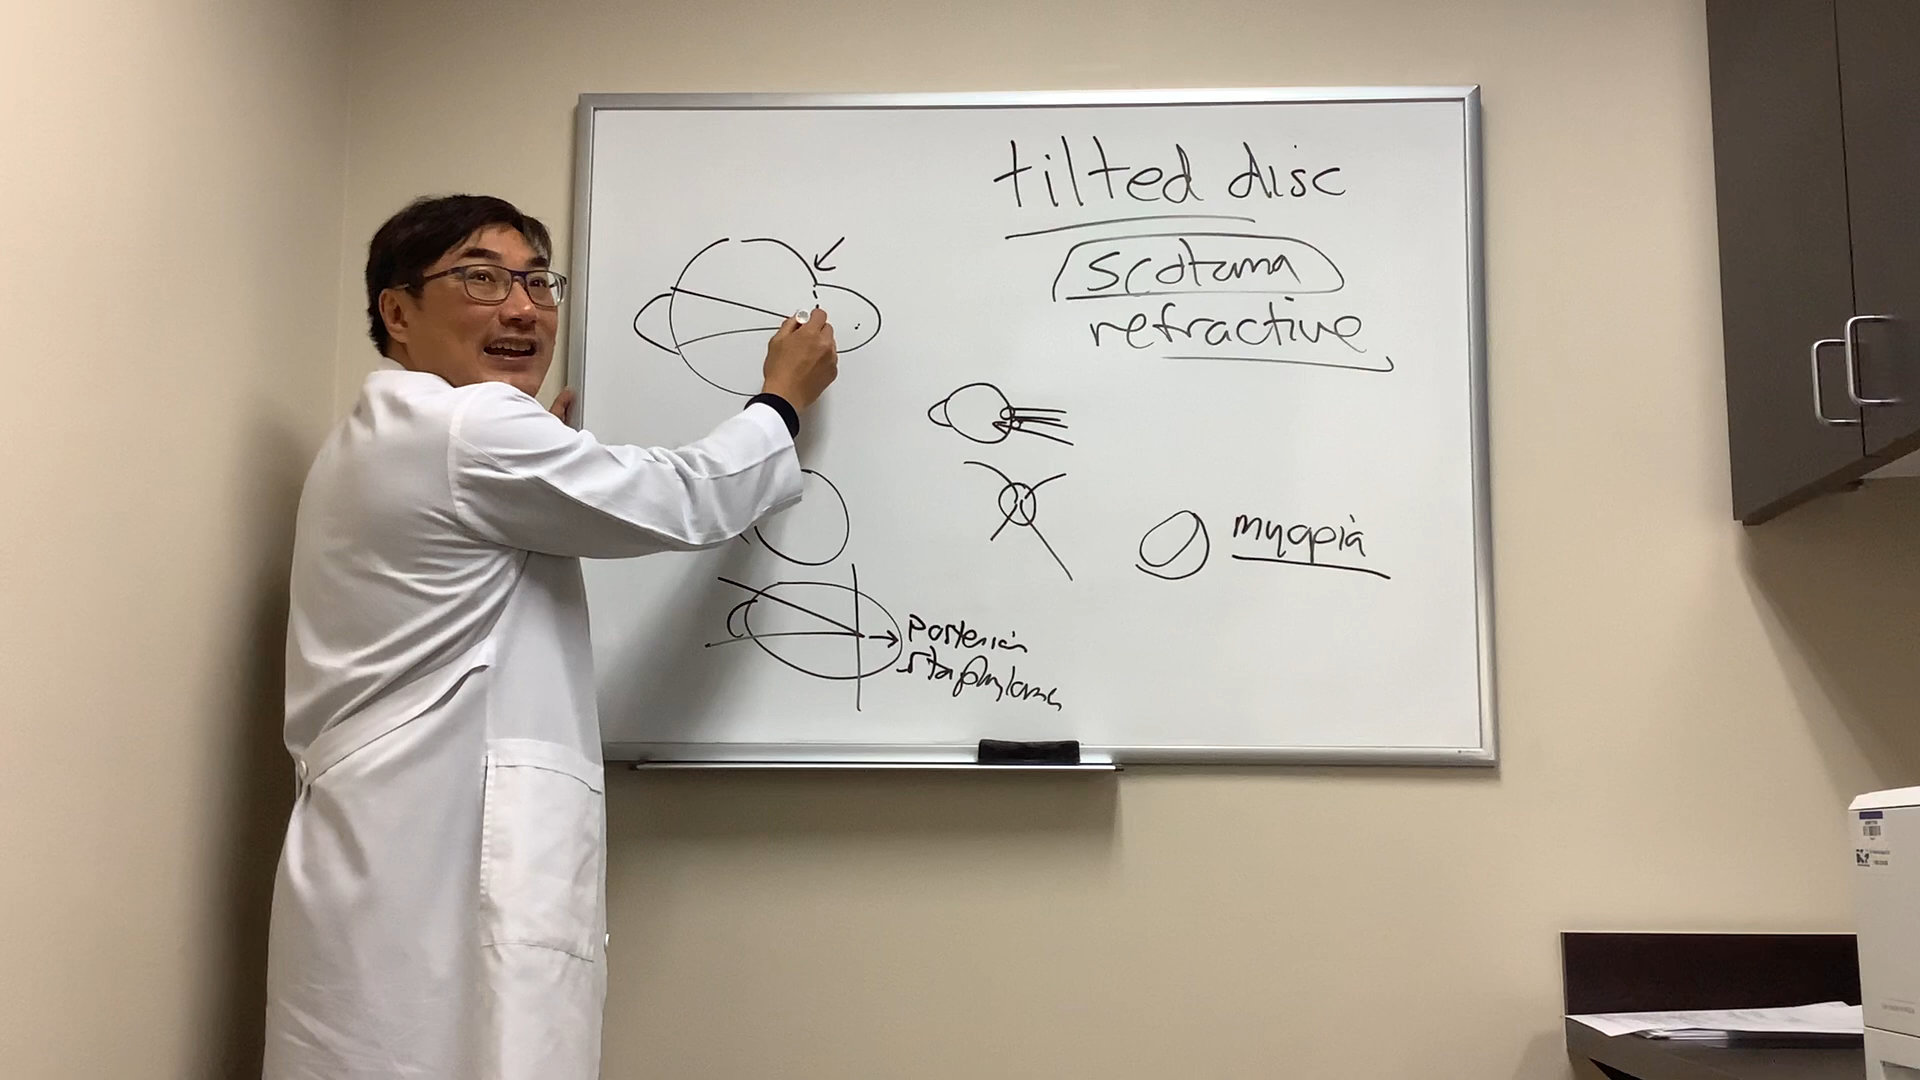 tilted disc
scotoma
refractive
myopia
Posterior
staphyloma